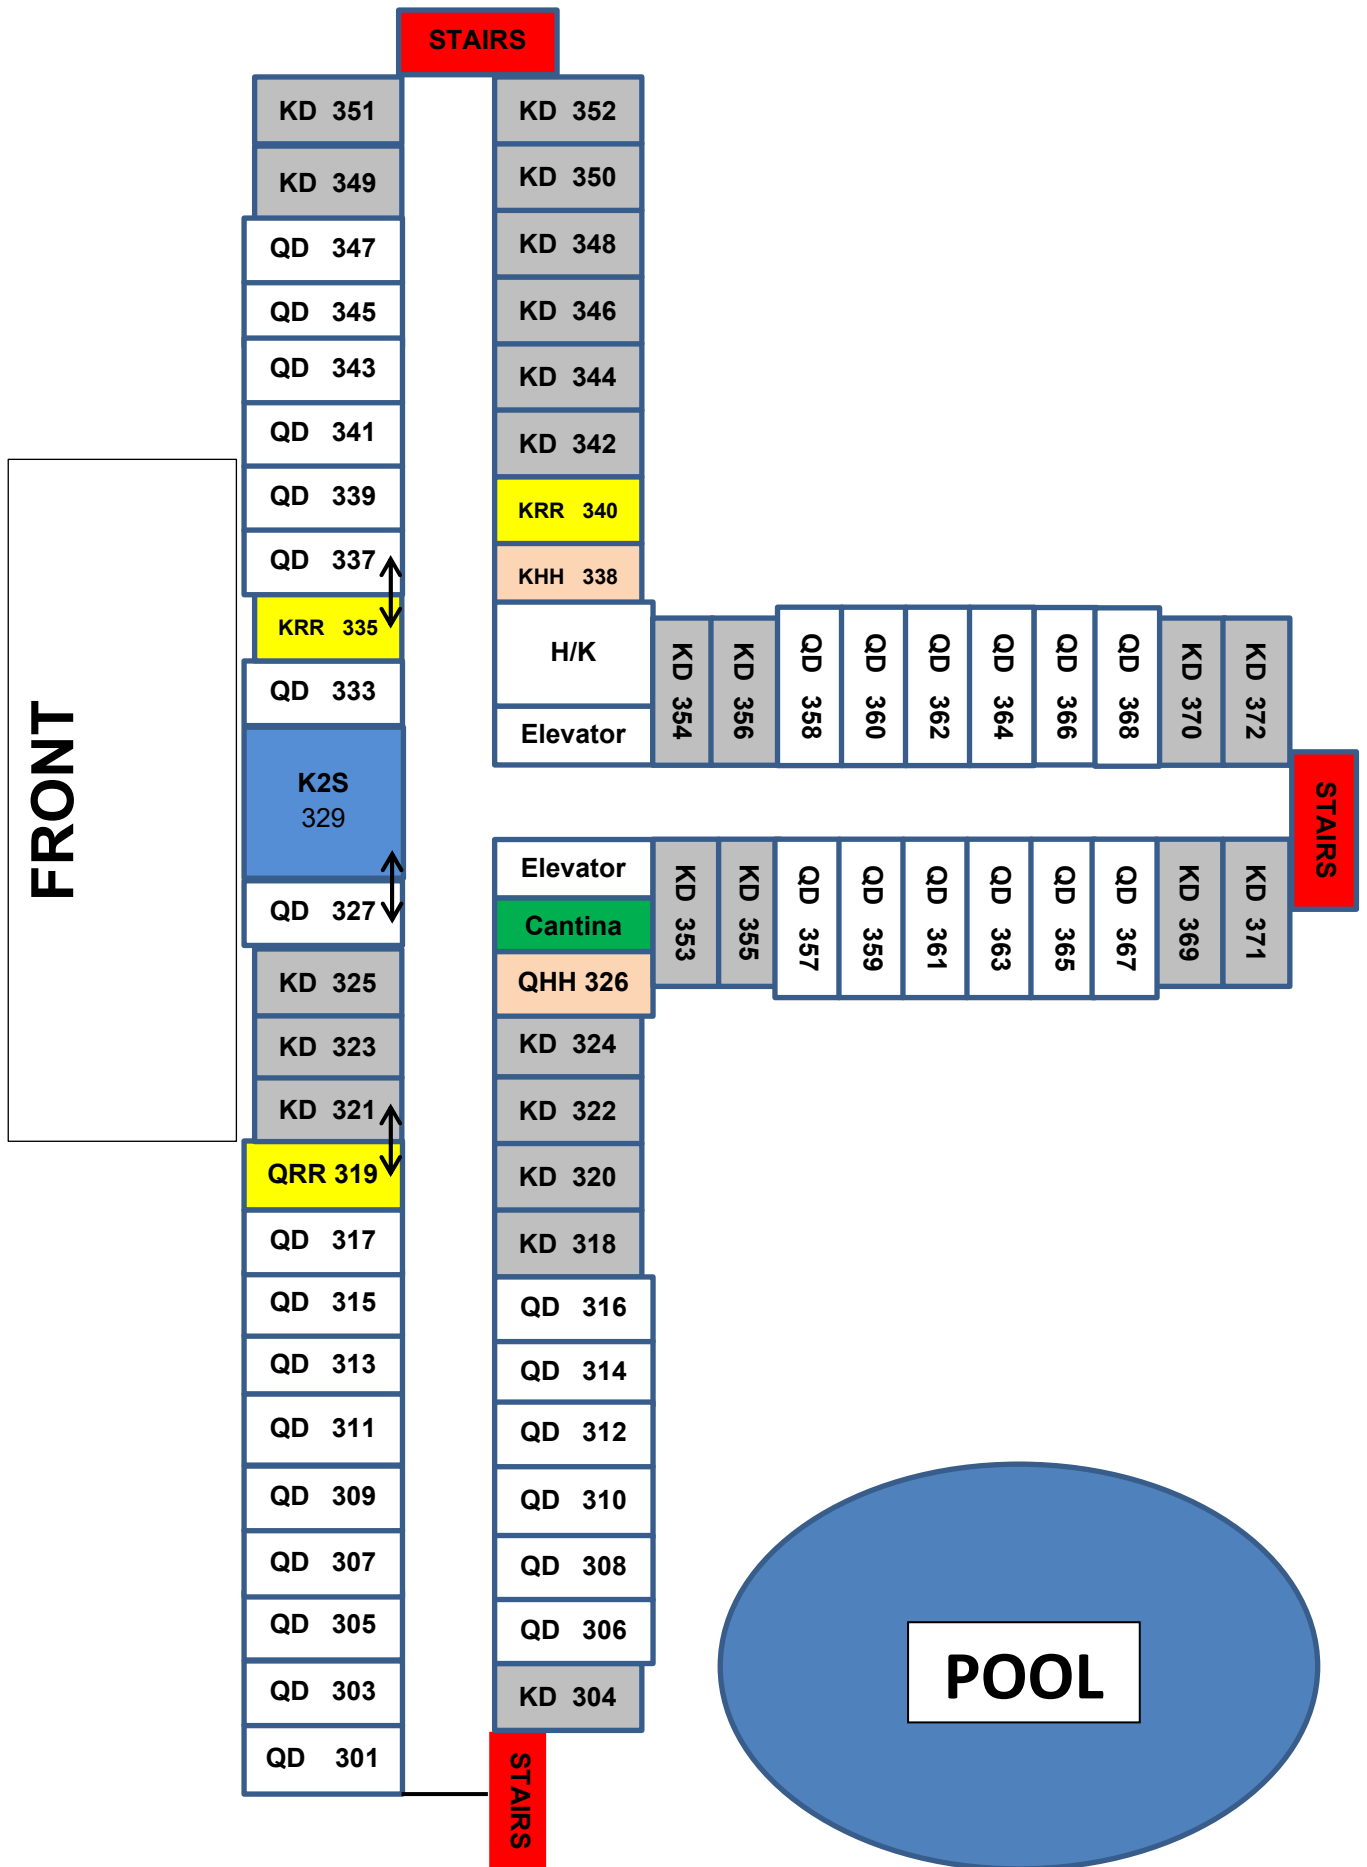 STAIRS
KD 351
KD 349
QD 347
QD 345
QD 343
QD 341
QD 339
QD 337
KRR 335
QD 333
K2S
329
QD 327
KD 325
KD 323
KD 321
QRR 319
QD 317
QD 315
QD 313
QD 311
QD 309
QD 307
QD 305
QD 303
QD 301
FRONT
KD 352
KD 350
KD 348
KD 346
KD 344
KD 342
KRR 340
KHH 338
H/K
Elevator
KD 354
KD 356
QD 358
QD 360
QD 362
QD 364
QD 366
QD 368
KD 370
KD 372
STAIRS
Elevator
Cantina
QHH 326
KD 353
KD 355
QD 357
QD 359
QD 361
QD 363
QD 365
QD 367
KD 369
KD 371
KD 324
KD 322
KD 320
KD 318
QD 316
QD 314
QD 312
QD 310
QD 308
QD 306
KD 304
STAIRS
POOL